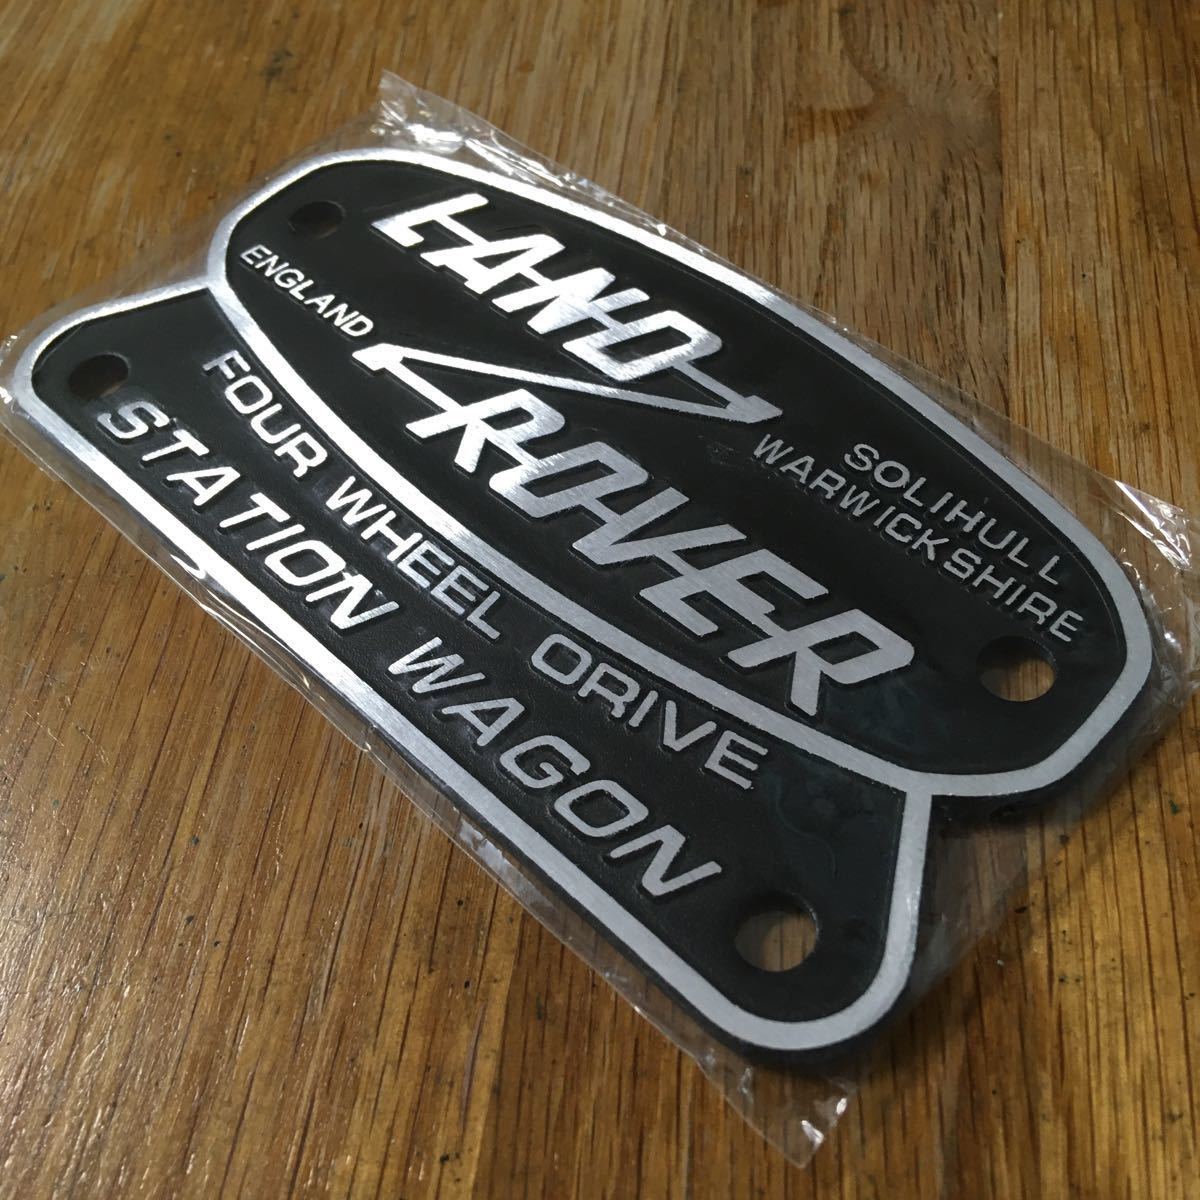 LAND
ROVER
SOLIHULL
WARWICKSHIRE
ENGLAND
FOUR WHEEL DRIVE
STATION WAGON